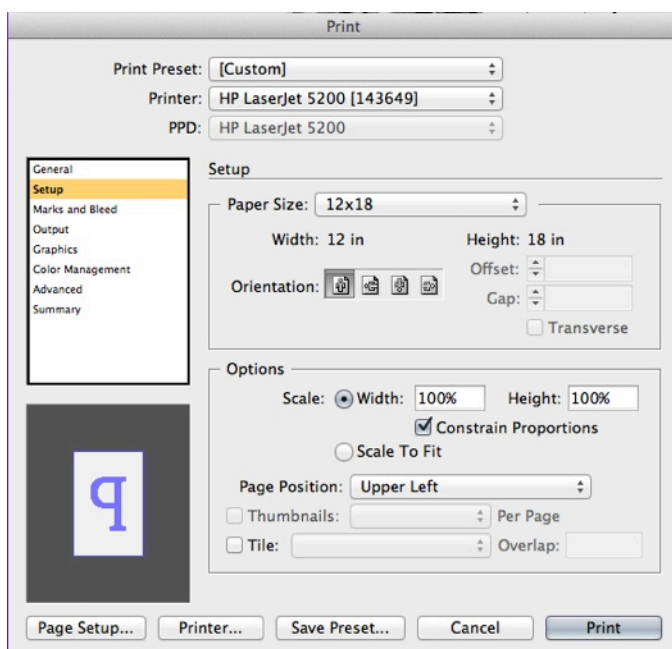 Print
Print Preset: [Custom]
Printer: HP LaserJet 5200 [143649]
PPD: HP LaserJet 5200
General
Setup
Marks and Bleed
Output
Graphics
Color Management
Advanced
Summary
Setup
Paper Size: 12x18
Width: 12 in Height: 18 in
Orientation: Offset:
Gap:
Transverse
Options
Scale: Width: 100% Height: 100%
Constrain Proportions
Scale To Fit
Page Position: Upper Left
Thumbnails: Per Page
Tile: Overlap:
Page Setup... Printer... Save Preset... Cancel Print